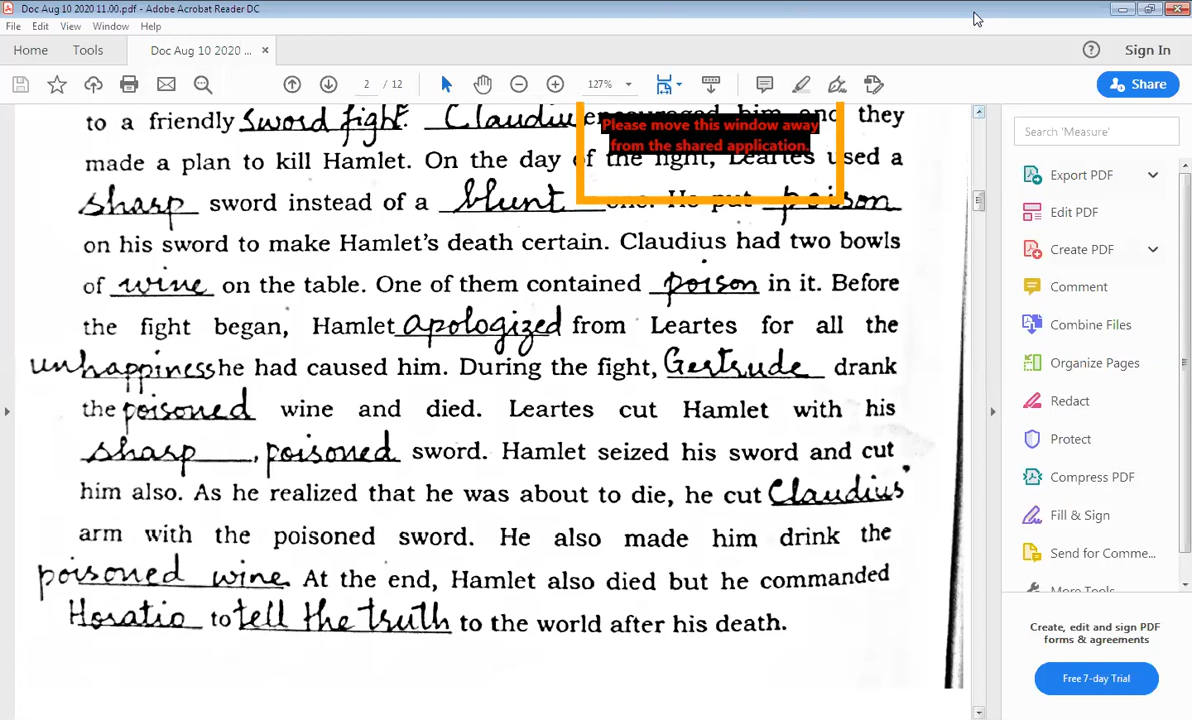 Doc Aug 10 2020 11.00.pdf - Adobe Acrobat Reader DC
File Edit View Window Help
Home Tools Doc Aug 10 2020 ... × Sign In
2 / 12 127% Share
to a friendly sword fight. Claudius encouraged him and they
Please move this window away
from the shared application.
made a plan to kill Hamlet. On the day of the fight, Leartes used a
sharp sword instead of a blunt one. He put poison
on his sword to make Hamlet's death certain. Claudius had two bowls
of wine on the table. One of them contained poison in it. Before
the fight began, Hamlet apologized from Leartes for all the
unhappiness he had caused him. During the fight, Gertrude drank
the poisoned wine and died. Leartes cut Hamlet with his
sharp, poisoned sword. Hamlet seized his sword and cut
him also. As he realized that he was about to die, he cut Claudius'
arm with the poisoned sword. He also made him drink the
poisoned wine. At the end, Hamlet also died but he commanded
Horatio to tell the truth to the world after his death.
Search 'Measure'
Export PDF
Edit PDF
Create PDF
Comment
Combine Files
Organize Pages
Redact
Protect
Compress PDF
Fill & Sign
Send for Comme...
More Tools
Create, edit and sign PDF
forms & agreements
Free 7-day Trial